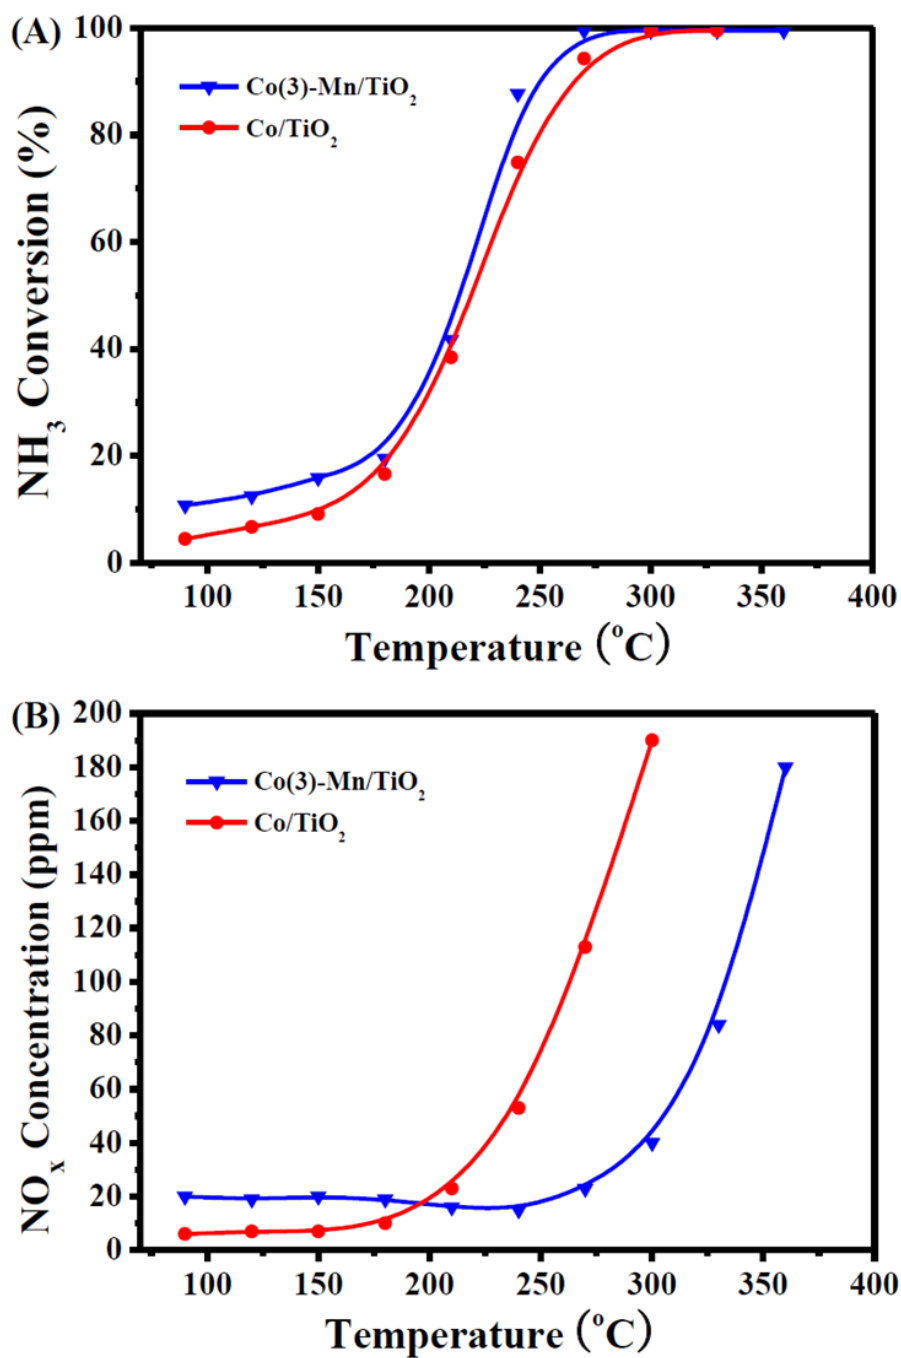 (A)
100
80
60
40
20
0
NH₃ Conversion (%)
Co(3)-Mn/TiO₂
Co/TiO₂
100 150 200 250 300 350 400
Temperature (°C)
(B)
200
180
160
140
120
100
80
60
40
20
0
NOₓ Concentration (ppm)
Co(3)-Mn/TiO₂
Co/TiO₂
100 150 200 250 300 350 400
Temperature (°C)